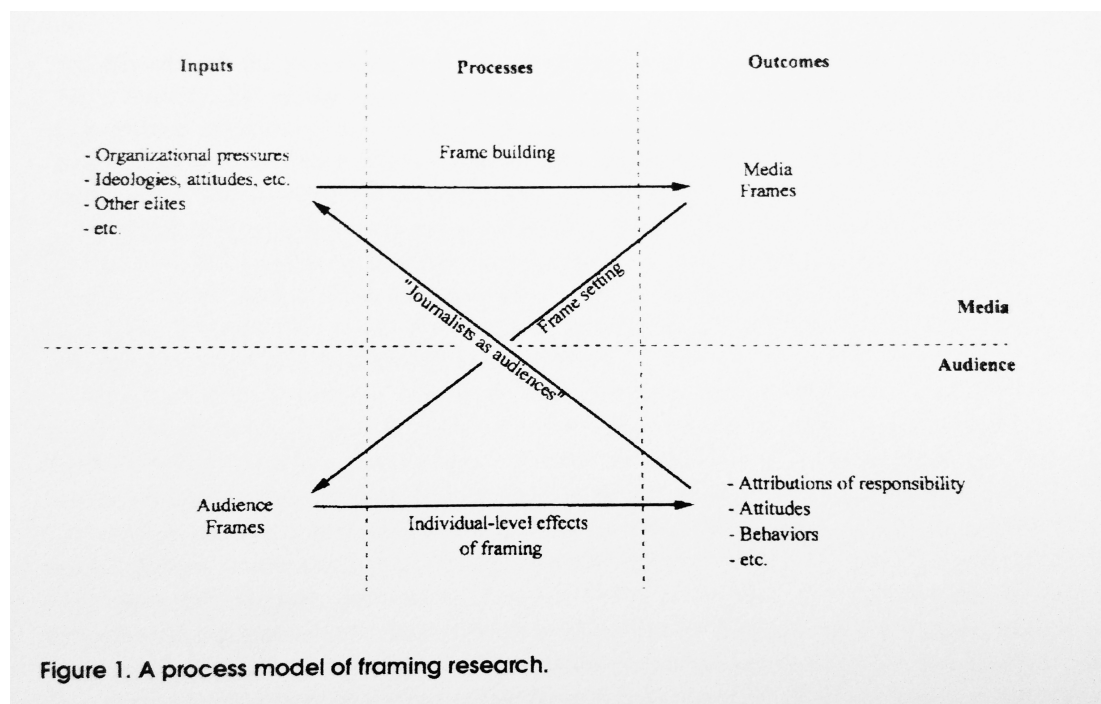 Inputs
Processes
Outcomes
- Organizational pressures
- Ideologies, attitudes, etc.
- Other elites
- etc.
Frame building
Media
Frames
"Journalists as audiences"
Frame setting
Media
Audience
Audience
Frames
Individual-level effects
of framing
- Attributions of responsibility
- Attitudes
- Behaviors
- etc.
Figure 1. A process model of framing research.